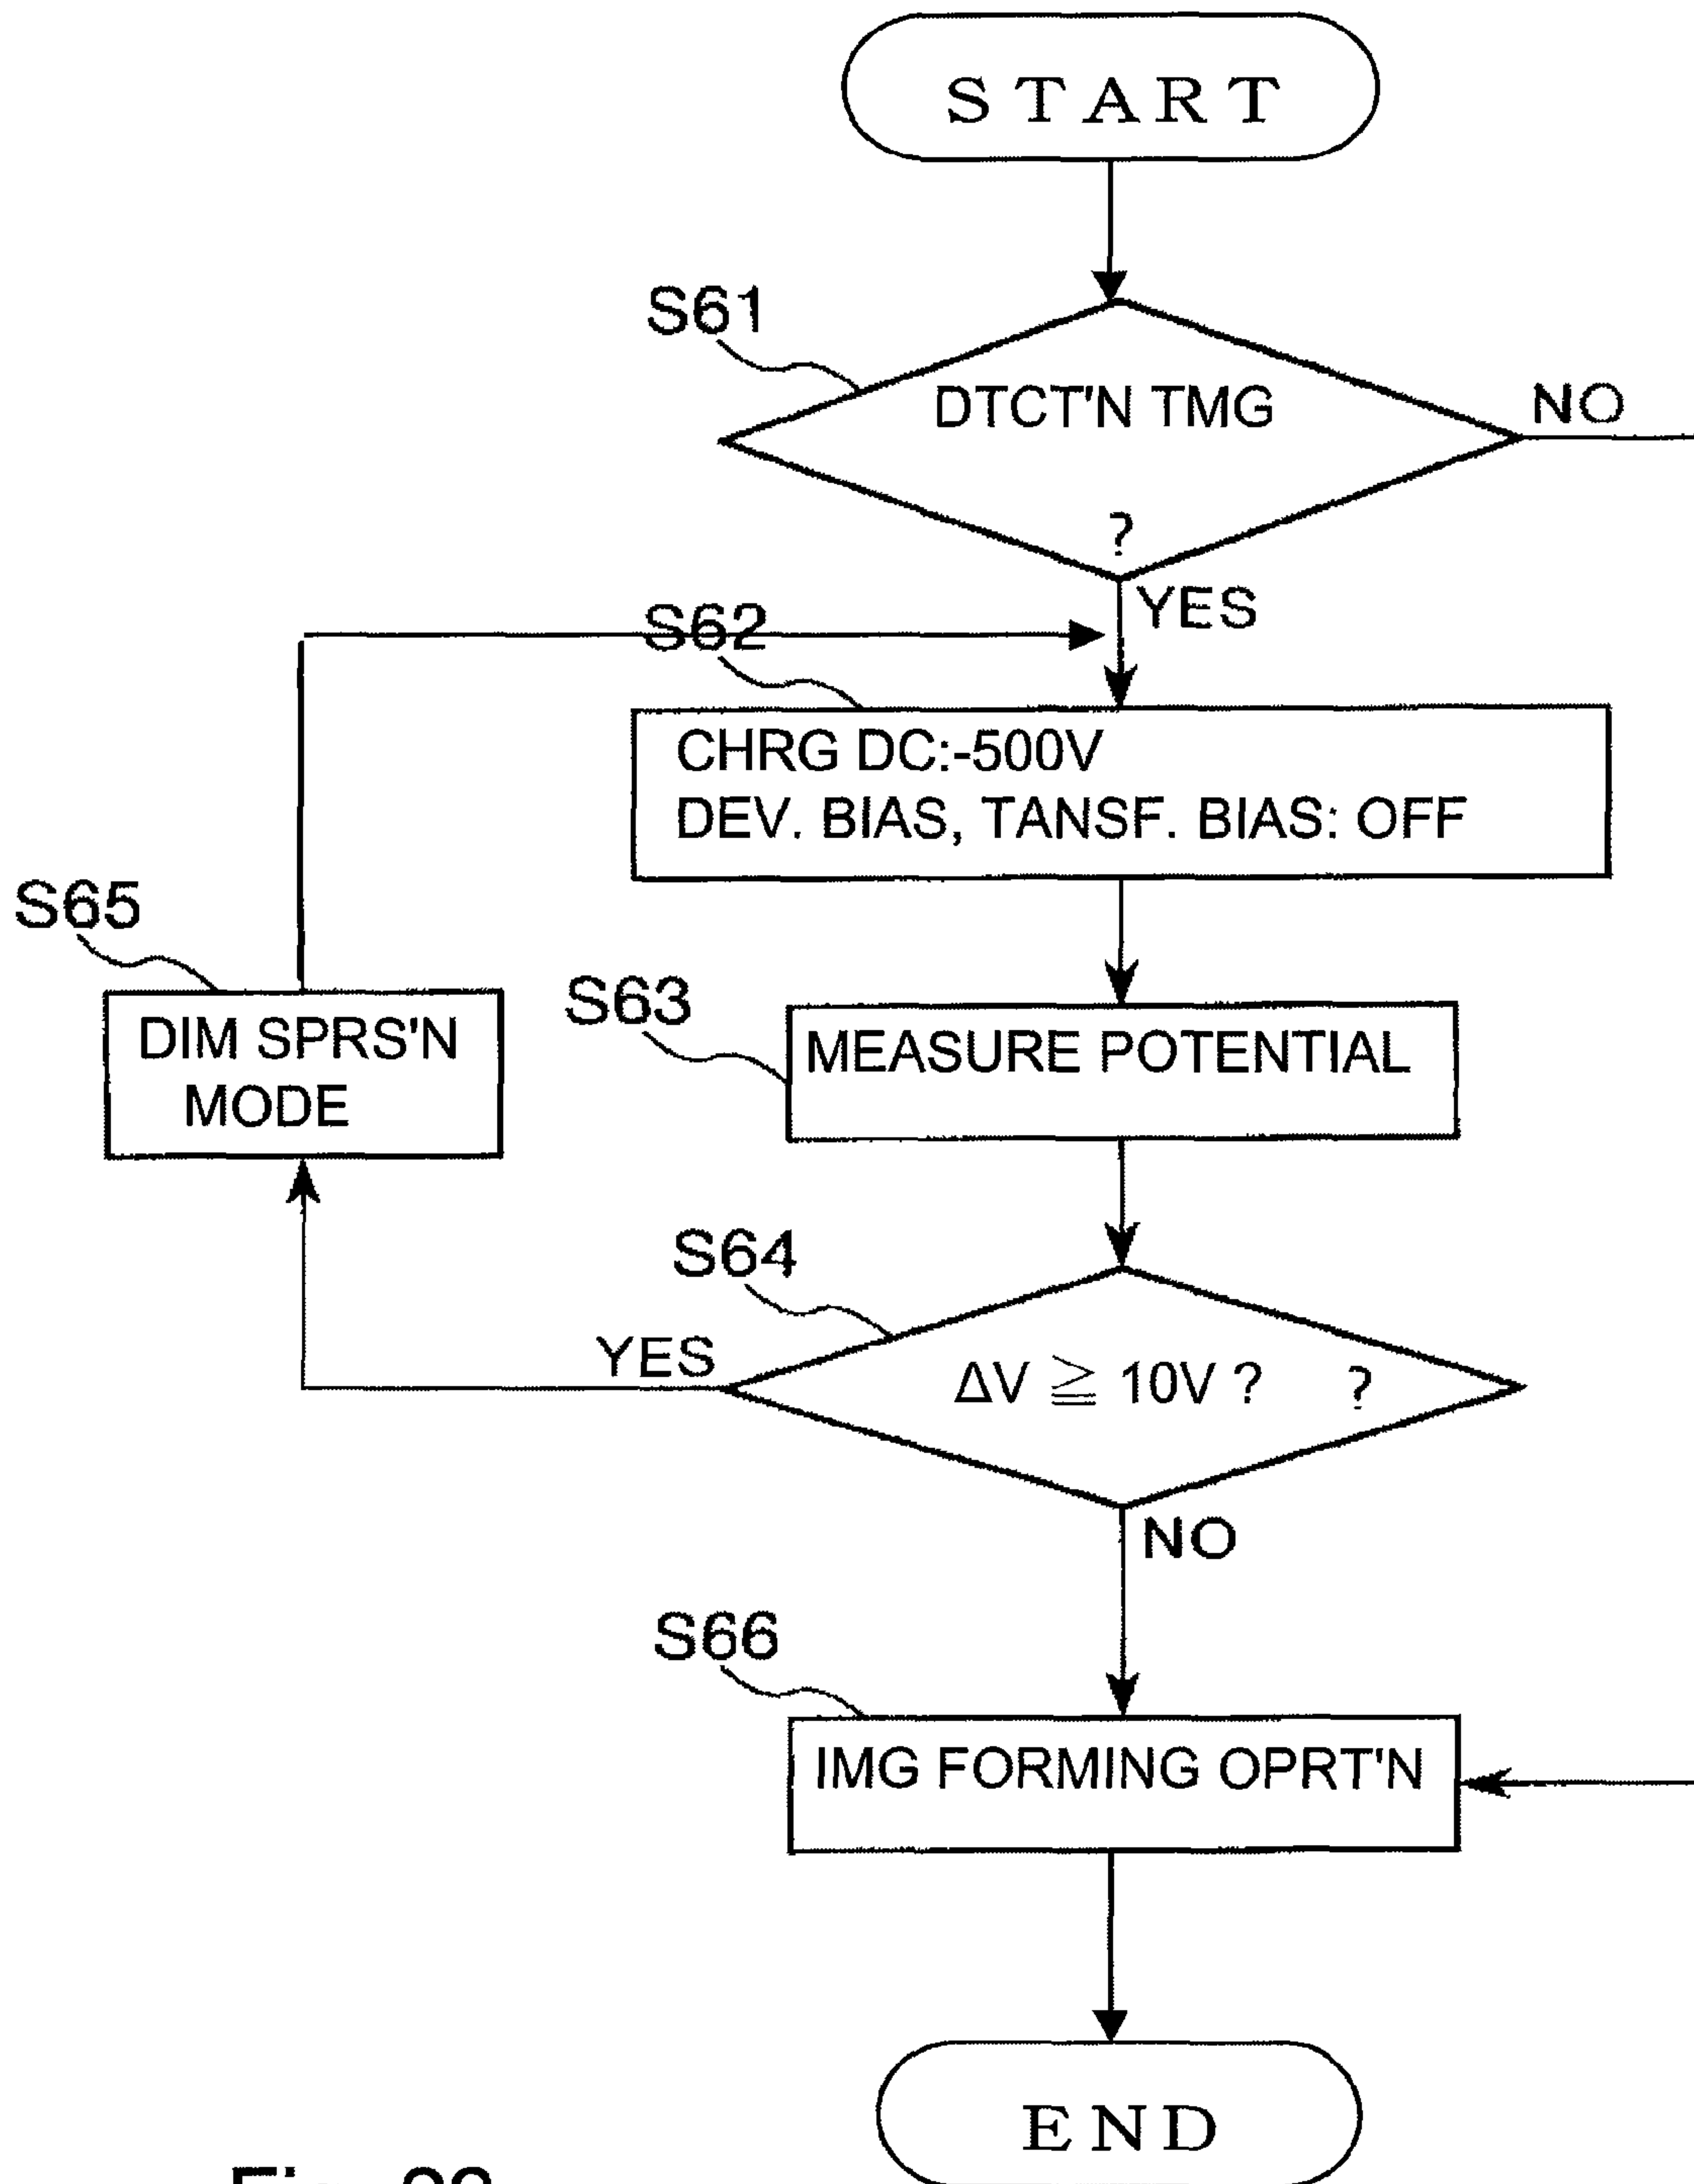 START
S61
DTCT'N TMG
?
NO
YES
S62
CHRG DC:-500V
DEV. BIAS, TANSF. BIAS: OFF
S65
DIM SPRS'N
MODE
S63
MEASURE POTENTIAL
S64
YES
ΔV ≧ 10V ? ?
NO
S66
IMG FORMING OPRT'N
END